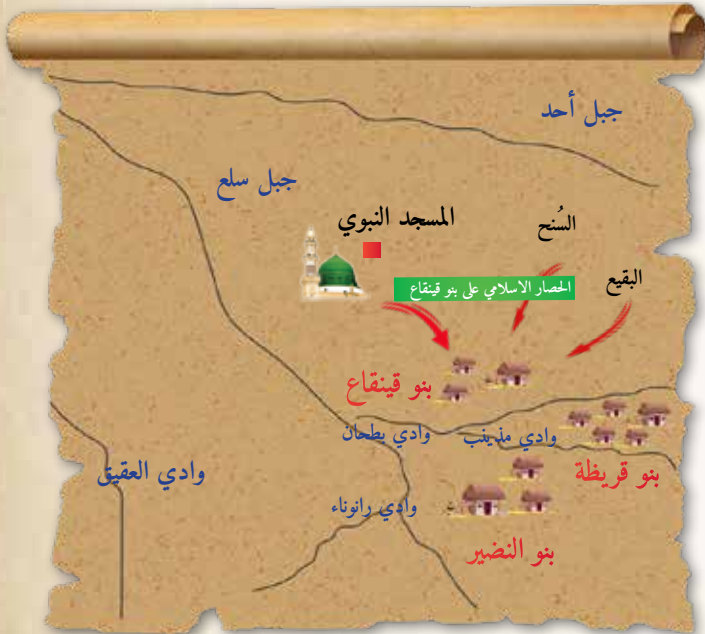 جبل أحد
جبل سلع
المسجد النبوي
السُنح
البقيع
الحصار الاسلامي على بنو قينقاع
بنو قينقاع
وادي يطحان
وادي مذينب
بنو قريظة
وادي العقيق
وادي رانوناء
بنو النضير